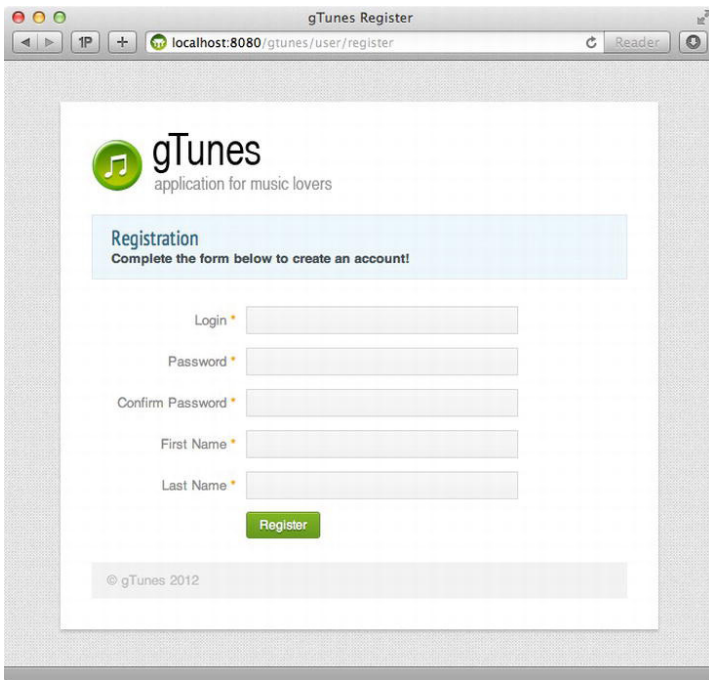 gTunes Register
1P
+
localhost:8080/gtunes/user/register
Reader
gTunes
application for music lovers
Registration
Complete the form below to create an account!
Login *
Password *
Confirm Password *
First Name *
Last Name *
Register
© gTunes 2012